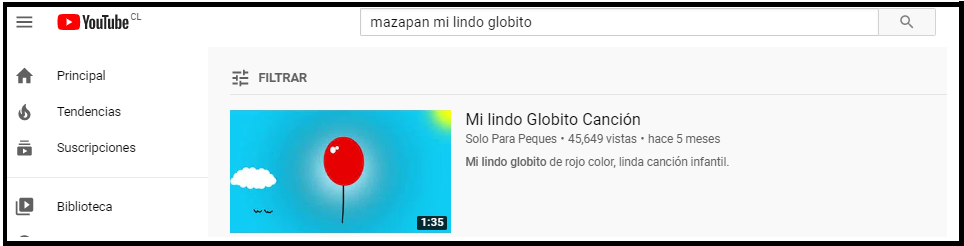 YouTube CL
mazapan mi lindo globito
Principal
Tendencias
Suscripciones
Biblioteca
FILTRAR
1:35
Mi lindo Globito Canción
Solo Para Peques • 45,649 vistas • hace 5 meses
Mi lindo globito de rojo color, linda canción infantil.